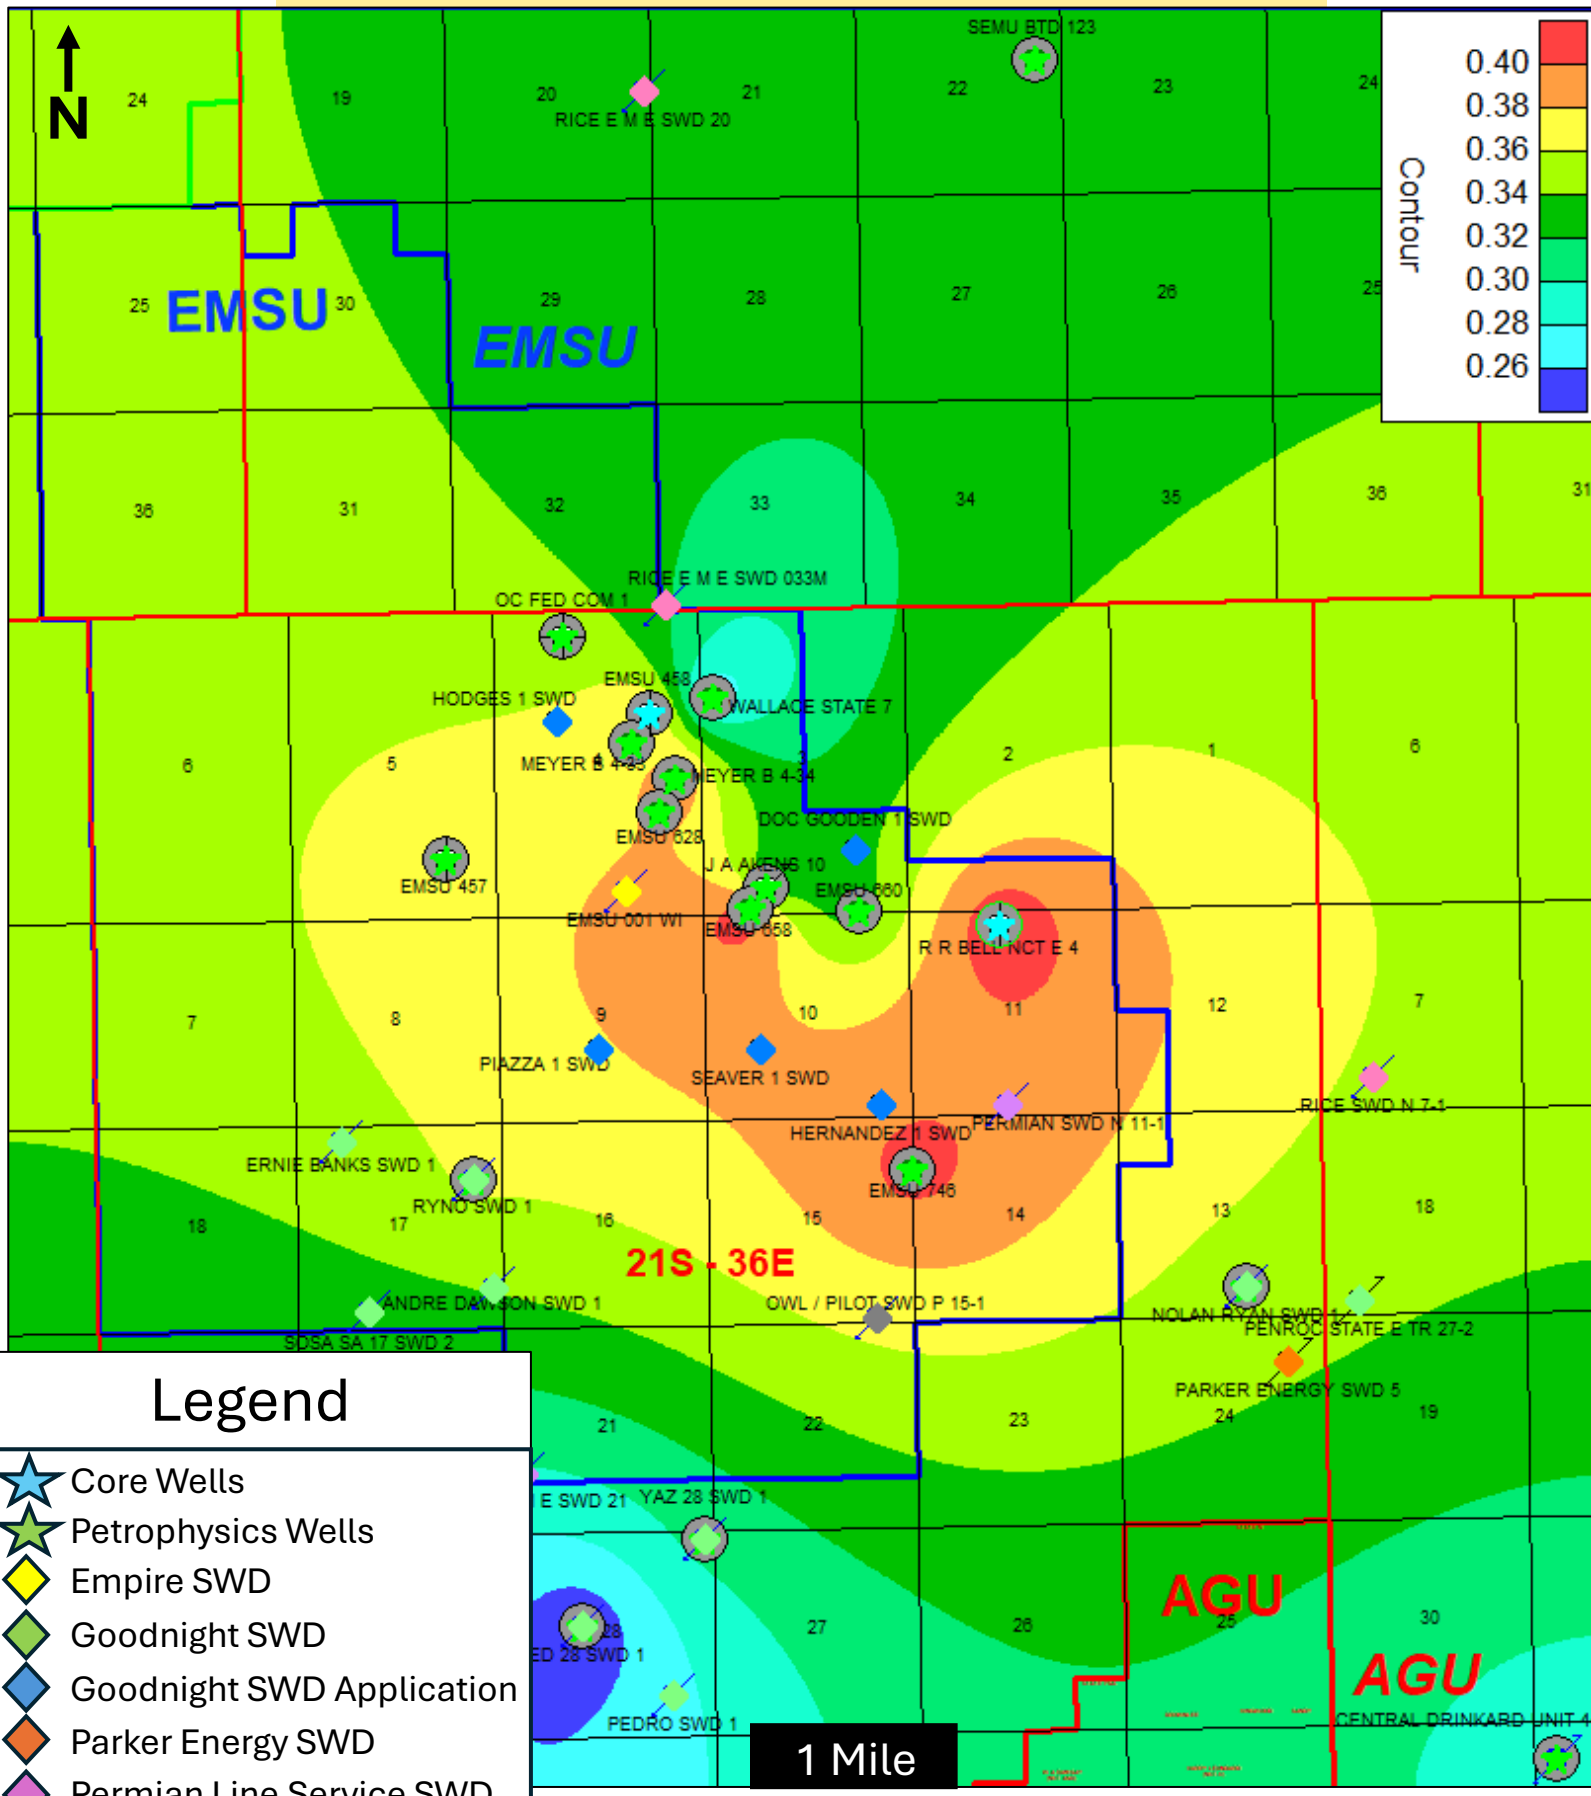 SEMU BTD 123
N
24
19
20
21
22
23
24
RICE E M E SWD 20
Contour
0.40
0.38
0.36
0.34
0.32
0.30
0.28
0.26
25
EMSU
30
29
28
27
26
25
EMSU
36
31
32
33
34
35
36
31
RICE E M E SWD 033M
OC FED COM 1
EMSU 458
HODGES 1 SWD
WALLACE STATE 7
6
5
4
2
1
6
MEYER B 4-23
MEYER B 4-34
EMSU 628
DOC GOODEN 1 SWD
J A AKENS 10
EMSU 457
EMSU 660
EMSU 001 WI
EMSU 658
R R BELL NCT E 4
7
8
9
10
11
12
7
PIAZZA 1 SWD
SEAVER 1 SWD
RICE SWD N 7-1
HERNANDEZ 1 SWD
PERMIAN SWD N 11-1
ERNIE BANKS SWD 1
RYNO SWD 1
EMSU 746
18
17
16
15
14
13
18
21S - 36E
ANDRE DAWSON SWD 1
OWL / PILOT SWD P 15-1
NOLAN RYAN SWD 1
PENROC STATE E TR 27-2
SOSA SA 17 SWD 2
PARKER ENERGY SWD 5
21
22
23
24
19
E SWD 21
YAZ 28 SWD 1
AGU
28
27
26
25
30
ED 28 SWD 1
AGU
PEDRO SWD 1
CENTRAL DRINKARD UNIT 4
1 Mile
Legend
Core Wells
Petrophysics Wells
Empire SWD
Goodnight SWD
Goodnight SWD Application
Parker Energy SWD
Permian Line Service SWD